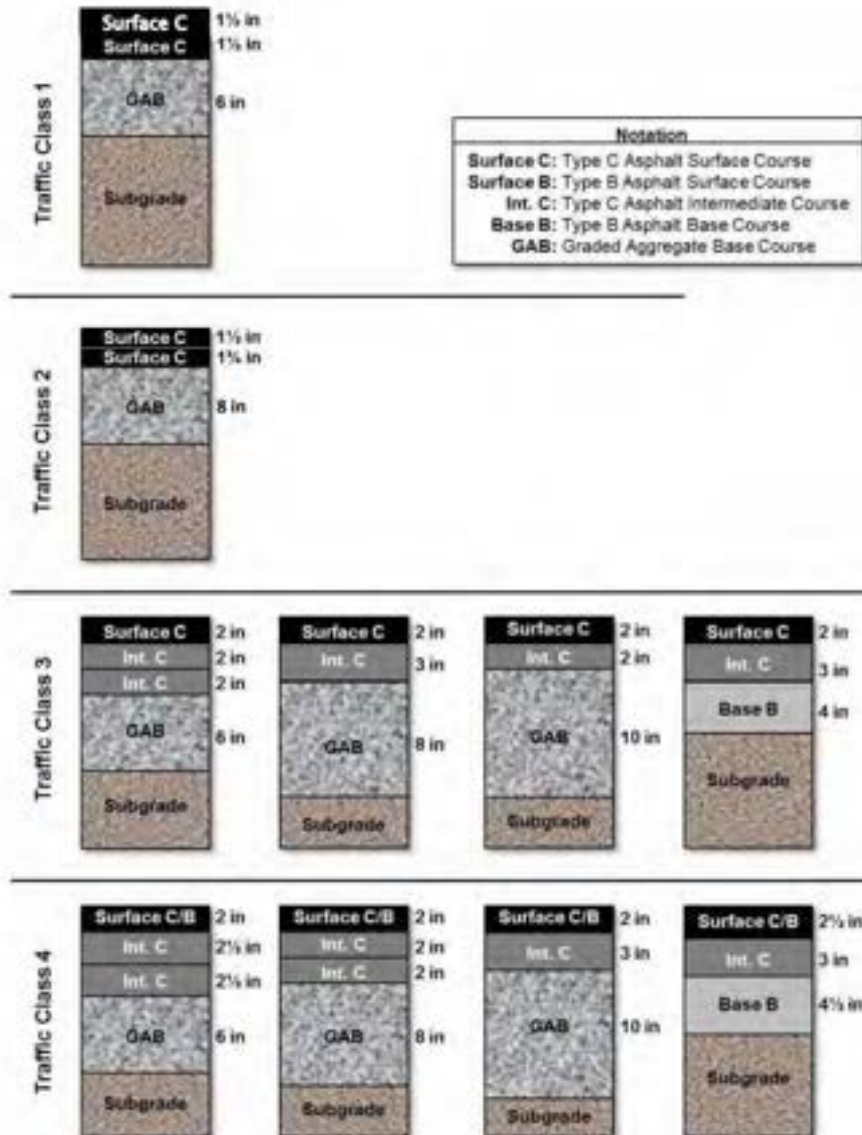 Traffic Class 1
Surface C
Surface C 1½ in
GAB 6 in
Subgrade
Notation
Surface C: Type C Asphalt Surface Course
Surface B: Type B Asphalt Surface Course
Int. C: Type C Asphalt Intermediate Course
Base B: Type B Asphalt Base Course
GAB: Graded Aggregate Base Course
Traffic Class 2
Surface C 1½ in
Surface C
GAB 8 in
Subgrade
Traffic Class 3
Surface C 2 in
Int. C 2 in
Int. C 2 in
GAB 6 in
Subgrade
Surface C 2 in
Int. C 3 in
GAB 8 in
Subgrade
Surface C 2 in
Int. C 2 in
GAB 10 in
Subgrade
Surface C 2 in
Int. C 3 in
Base B 4 in
Subgrade
Traffic Class 4
Surface C/B 2 in
Int. C 2½ in
Int. C 2½ in
GAB 6 in
Subgrade
Surface C/B 2 in
Int. C 2 in
Int. C 2 in
GAB 8 in
Subgrade
Surface C/B 2 in
Int. C 3 in
GAB 10 in
Subgrade
Surface C/B 2½ in
Int. C 3 in
Base B 4½ in
Subgrade